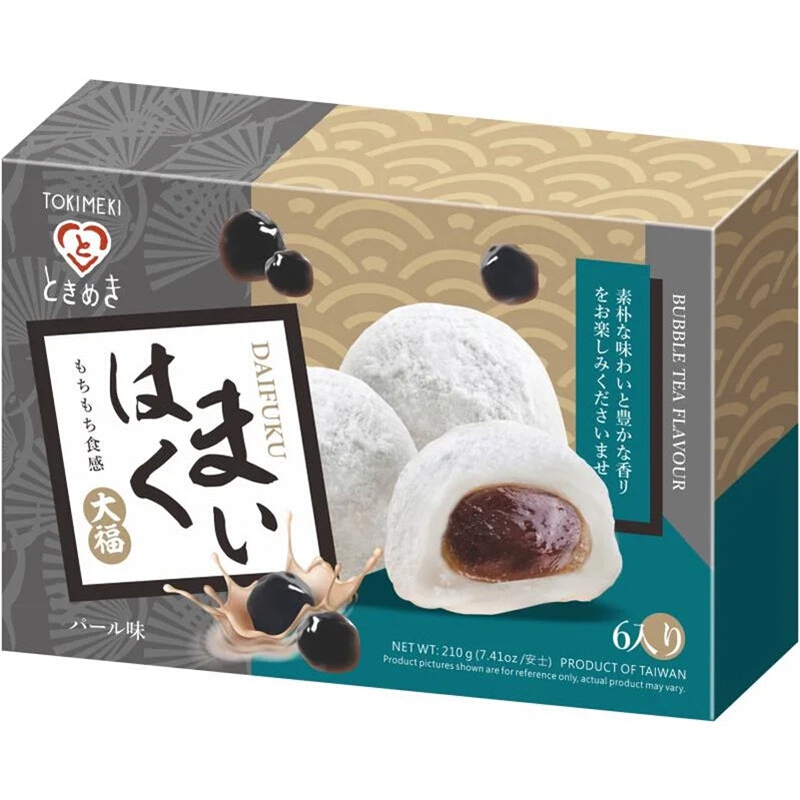 TOKIMEKI
と
ときめき
DAIFUKU
まい
はく
もちもち食感
大福
パール味
BUBBLE TEA FLAVOUR
素朴な味わいと豊かな香り
をお楽しみくださいませ
6入り
NET WT: 210 g (7.41oz /安士) PRODUCT OF TAIWAN
Product pictures shown are for reference only, actual product may vary.